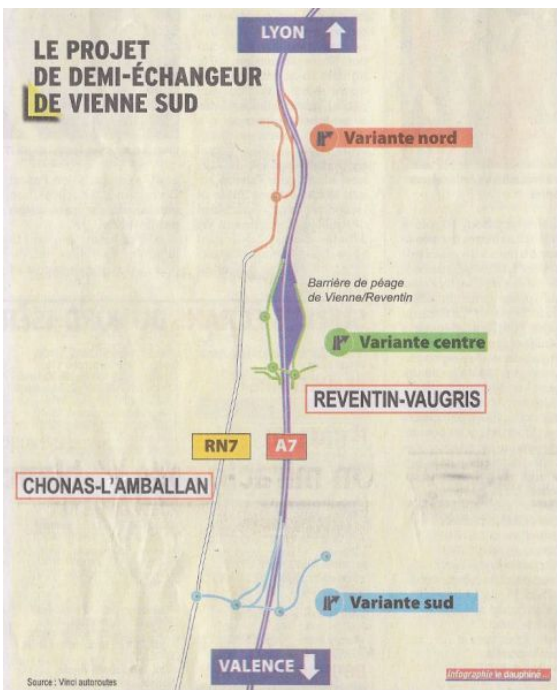 LYON
LE PROJET
DE DEMI-ÉCHANGEUR
DE VIENNE SUD
Variante nord
Barrière de péage
de Vienne/Reventin
Variante centre
REVENTIN-VAUGRIS
RN7
A7
CHONAS-L'AMBALLAN
Variante sud
VALENCE
Source : Vinci autoroutes
Infographie le dauphiné